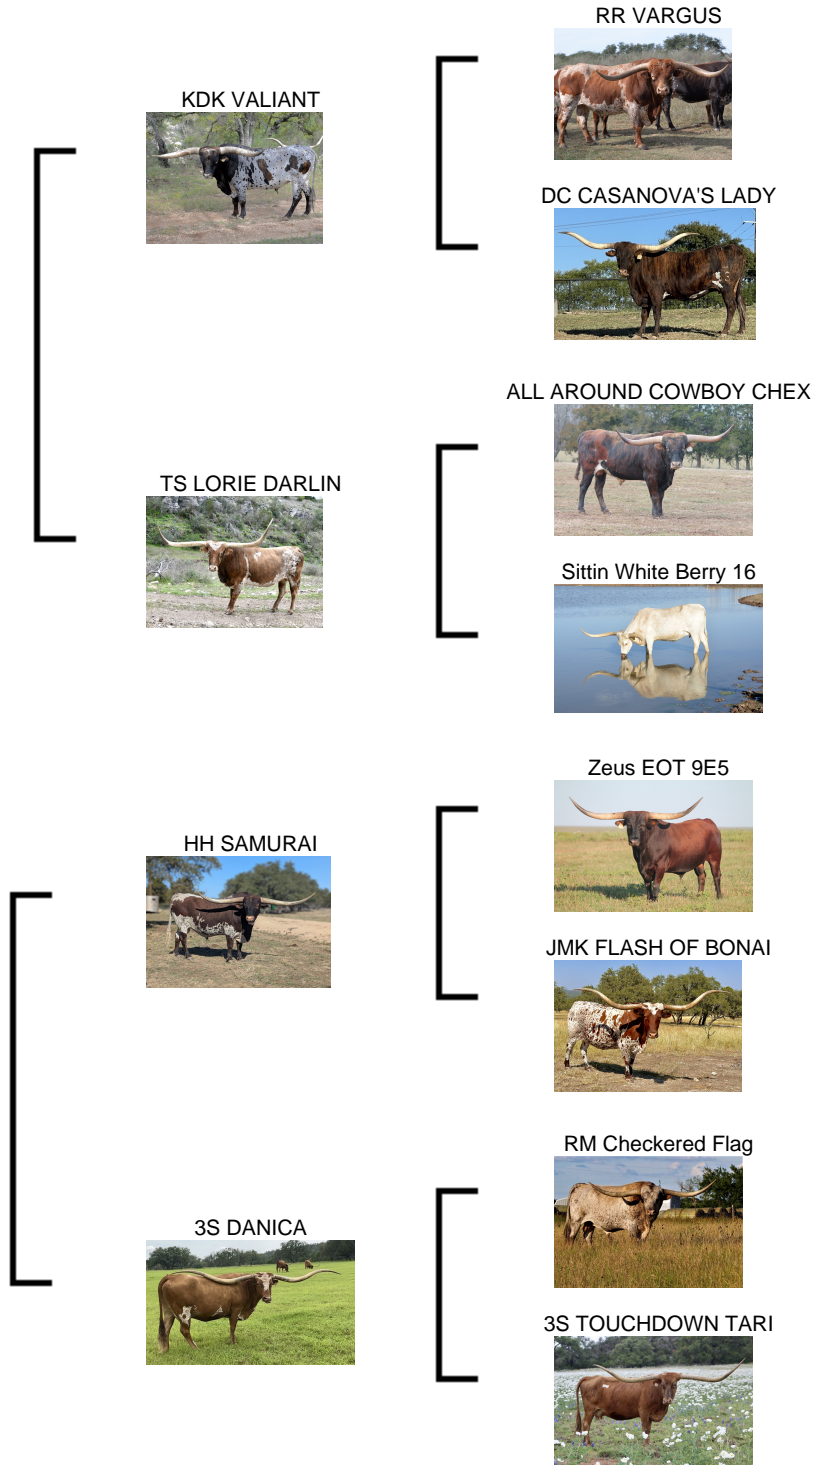 RR VARGUS
KDK VALIANT
DC CASANOVA'S LADY
ALL AROUND COWBOY CHEX
TS LORIE DARLIN
Sittin White Berry 16
Zeus EOT 9E5
HH SAMURAI
JMK FLASH OF BONAI
RM Checkered Flag
3S DANICA
3S TOUCHDOWN TARI